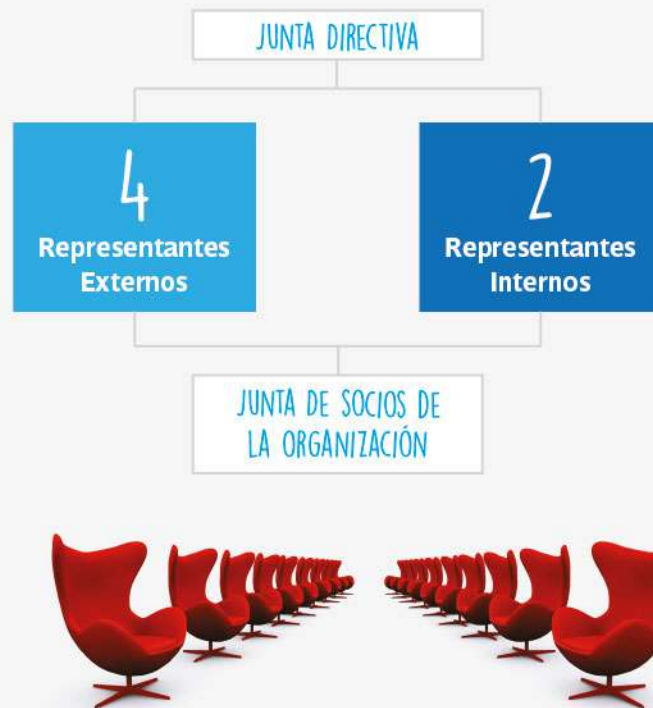 JUNTA DIRECTIVA
4
Representantes
Externos
2
Representantes
Internos
JUNTA DE SOCIOS DE
LA ORGANIZACIÓN